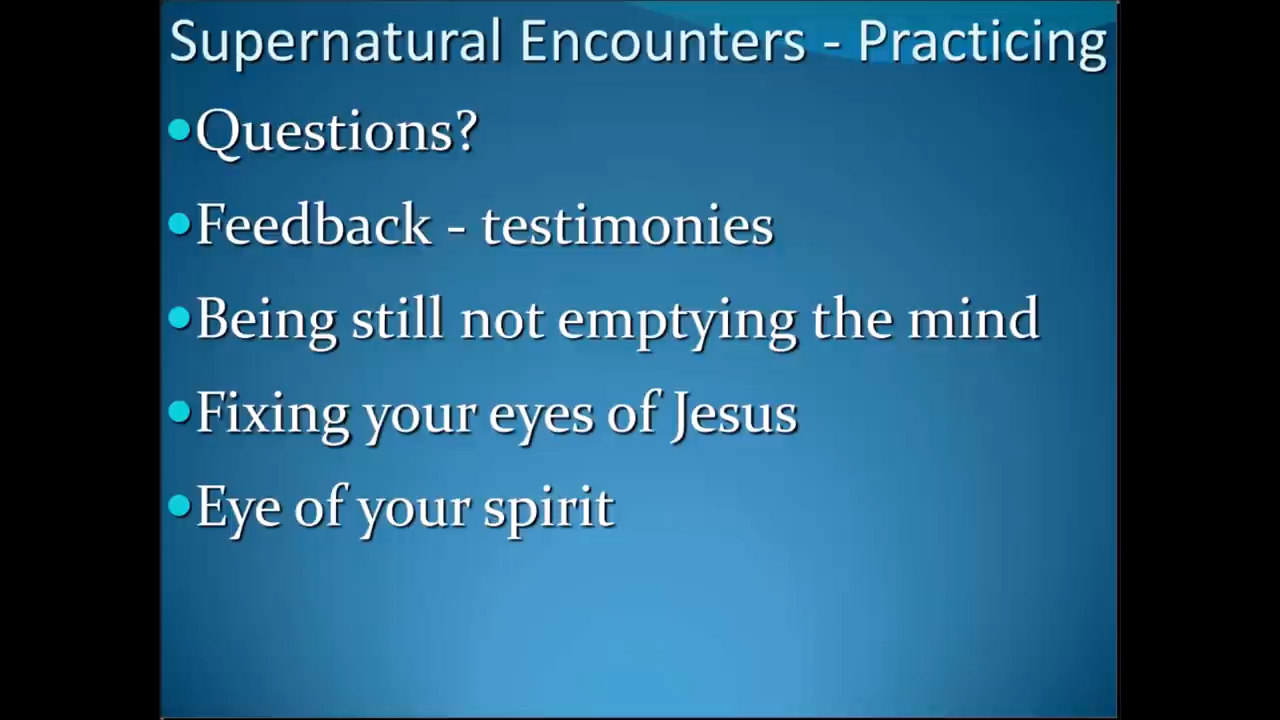 Supernatural Encounters - Practicing
•Questions?
•Feedback - testimonies
•Being still not emptying the mind
•Fixing your eyes of Jesus
•Eye of your spirit